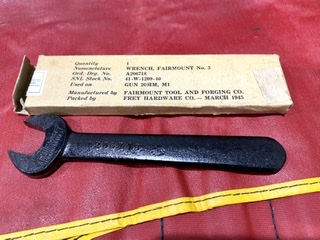 Quantity 1
Nomenclature WRENCH, FAIRMOUNT No. 3
Ord. Drg. No. A206718
SNL Stock No. 41-W-1209-40
Used on GUN 20MM, M1
Manufactured by FAIRMOUNT TOOL AND FORGING CO.
Packed by FREY HARDWARE CO. — MARCH 1945